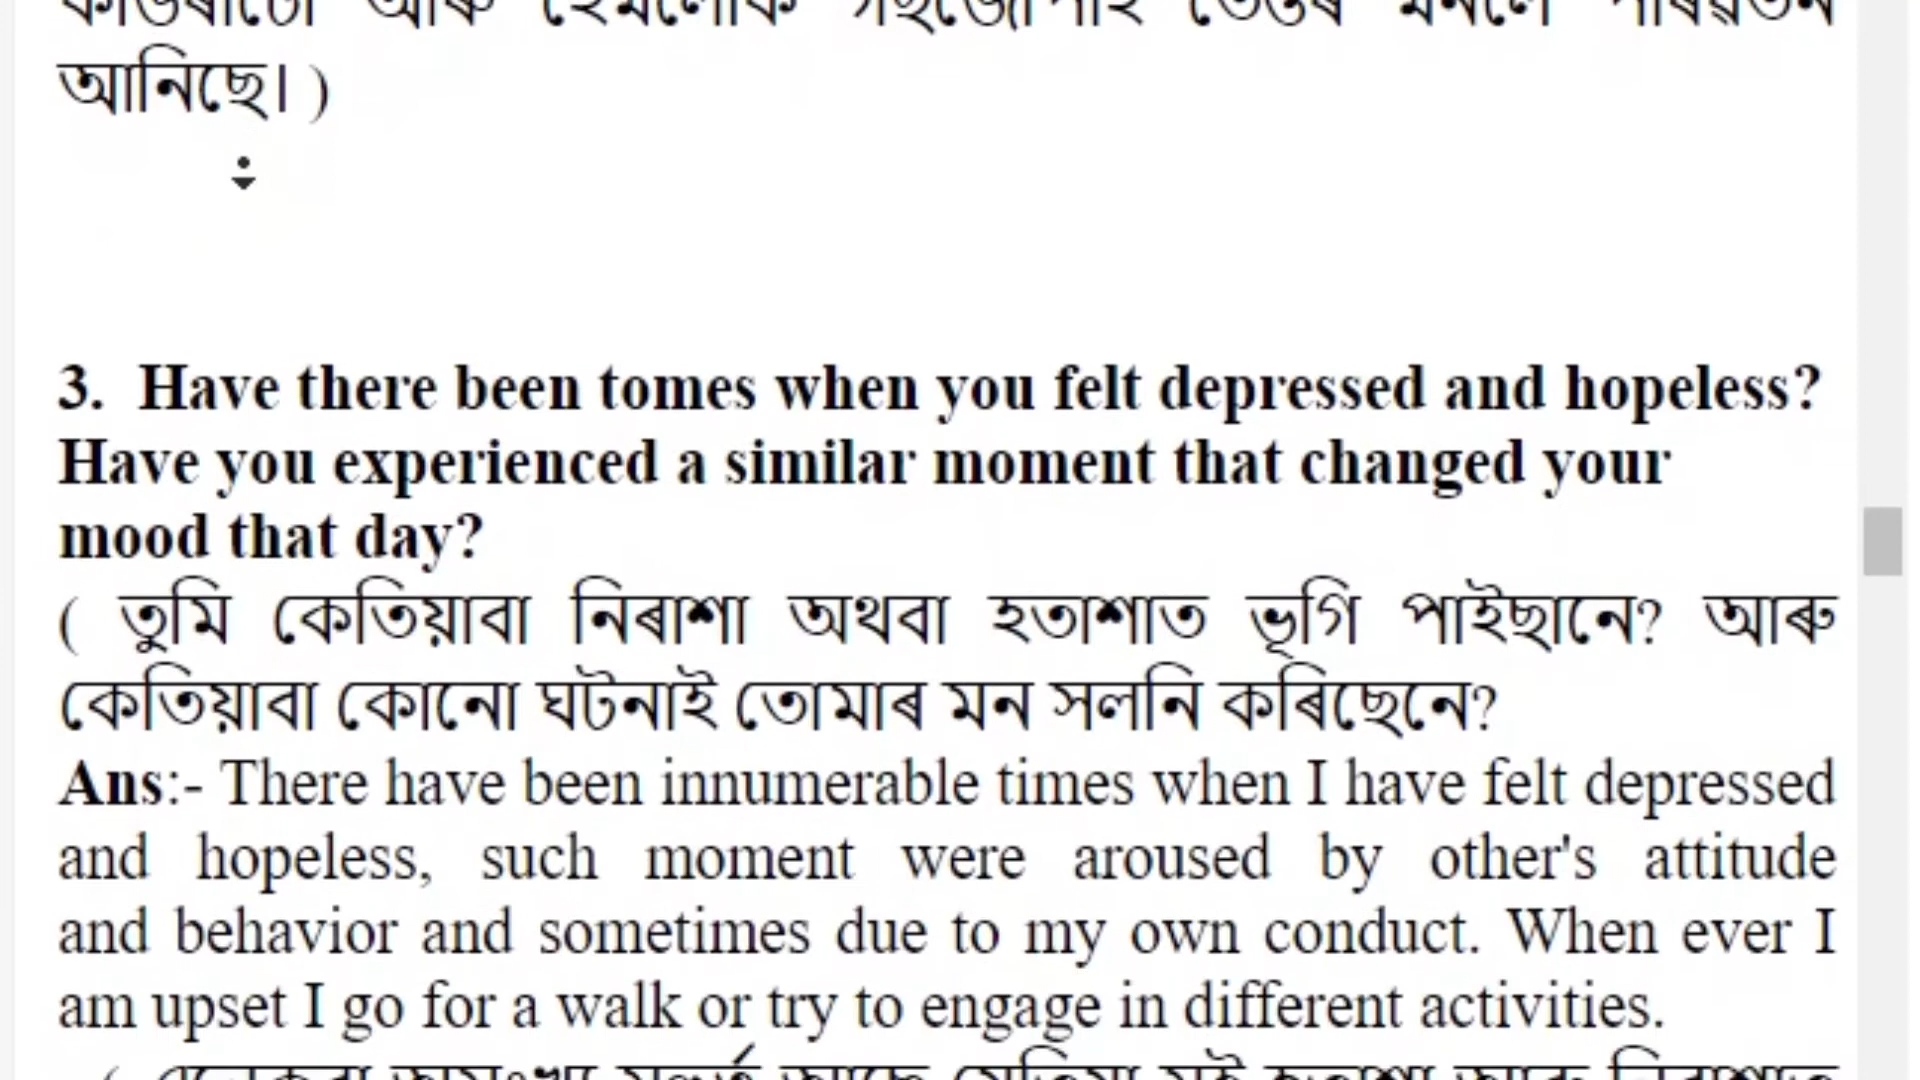 আৰু
আনিছে। )
3. Have there been tomes when you felt depressed and hopeless?
Have you experienced a similar moment that changed your
mood that day?
( তুমি কেতিয়াবা নিৰাশা অথবা হতাশাত ভূগি পাইছানে? আৰু
কেতিয়াবা কোনো ঘটনাই তোমাৰ মন সলনি কৰিছেনে?
Ans:- There have been innumerable times when I have felt depressed
and hopeless, such moment were aroused by other's attitude
and behavior and sometimes due to my own conduct. When ever I
am upset I go for a walk or try to engage in different activities.